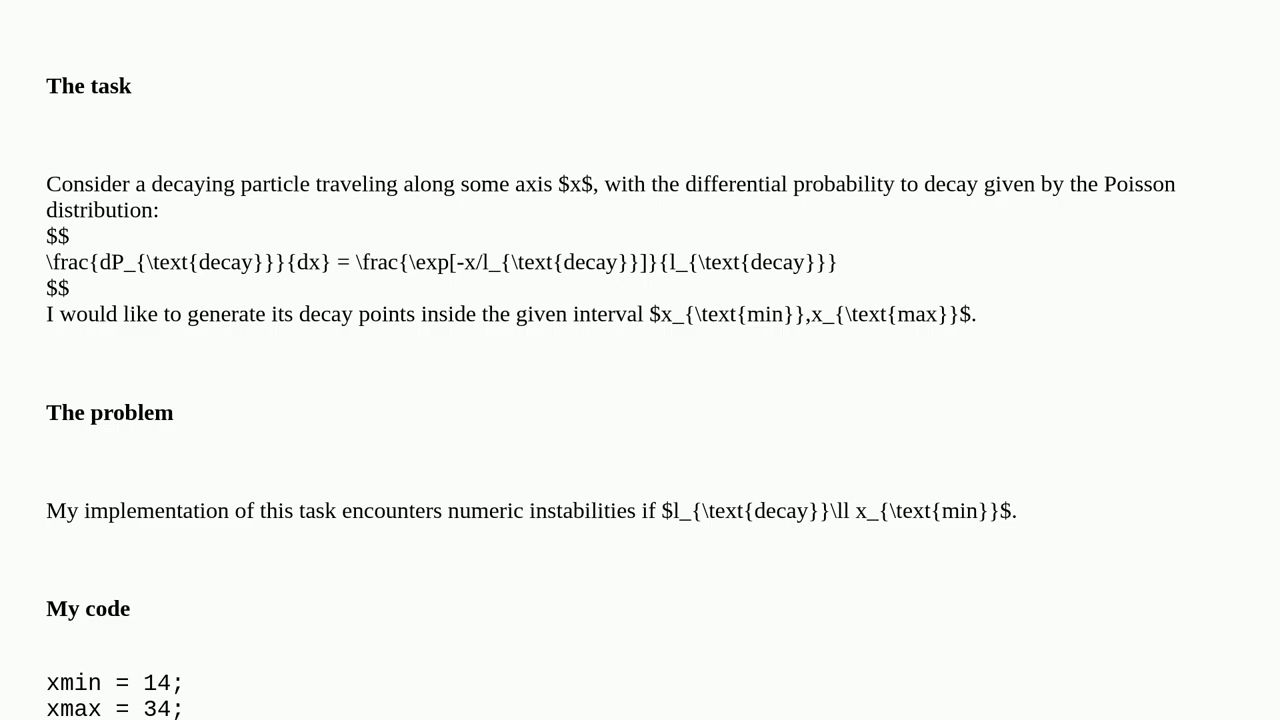 The task
Consider a decaying particle traveling along some axis $x$, with the differential probability to decay given by the Poisson
distribution:
$$
\frac{dP_{\text{decay}}}{dx} = \frac{\exp[-x/l_{\text{decay}}]}{l_{\text{decay}}}
$$
I would like to generate its decay points inside the given interval $x_{\text{min}},x_{\text{max}}$.
The problem
My implementation of this task encounters numeric instabilities if $l_{\text{decay}}\ll x_{\text{min}}$.
My code
xmin = 14;
xmax = 34;